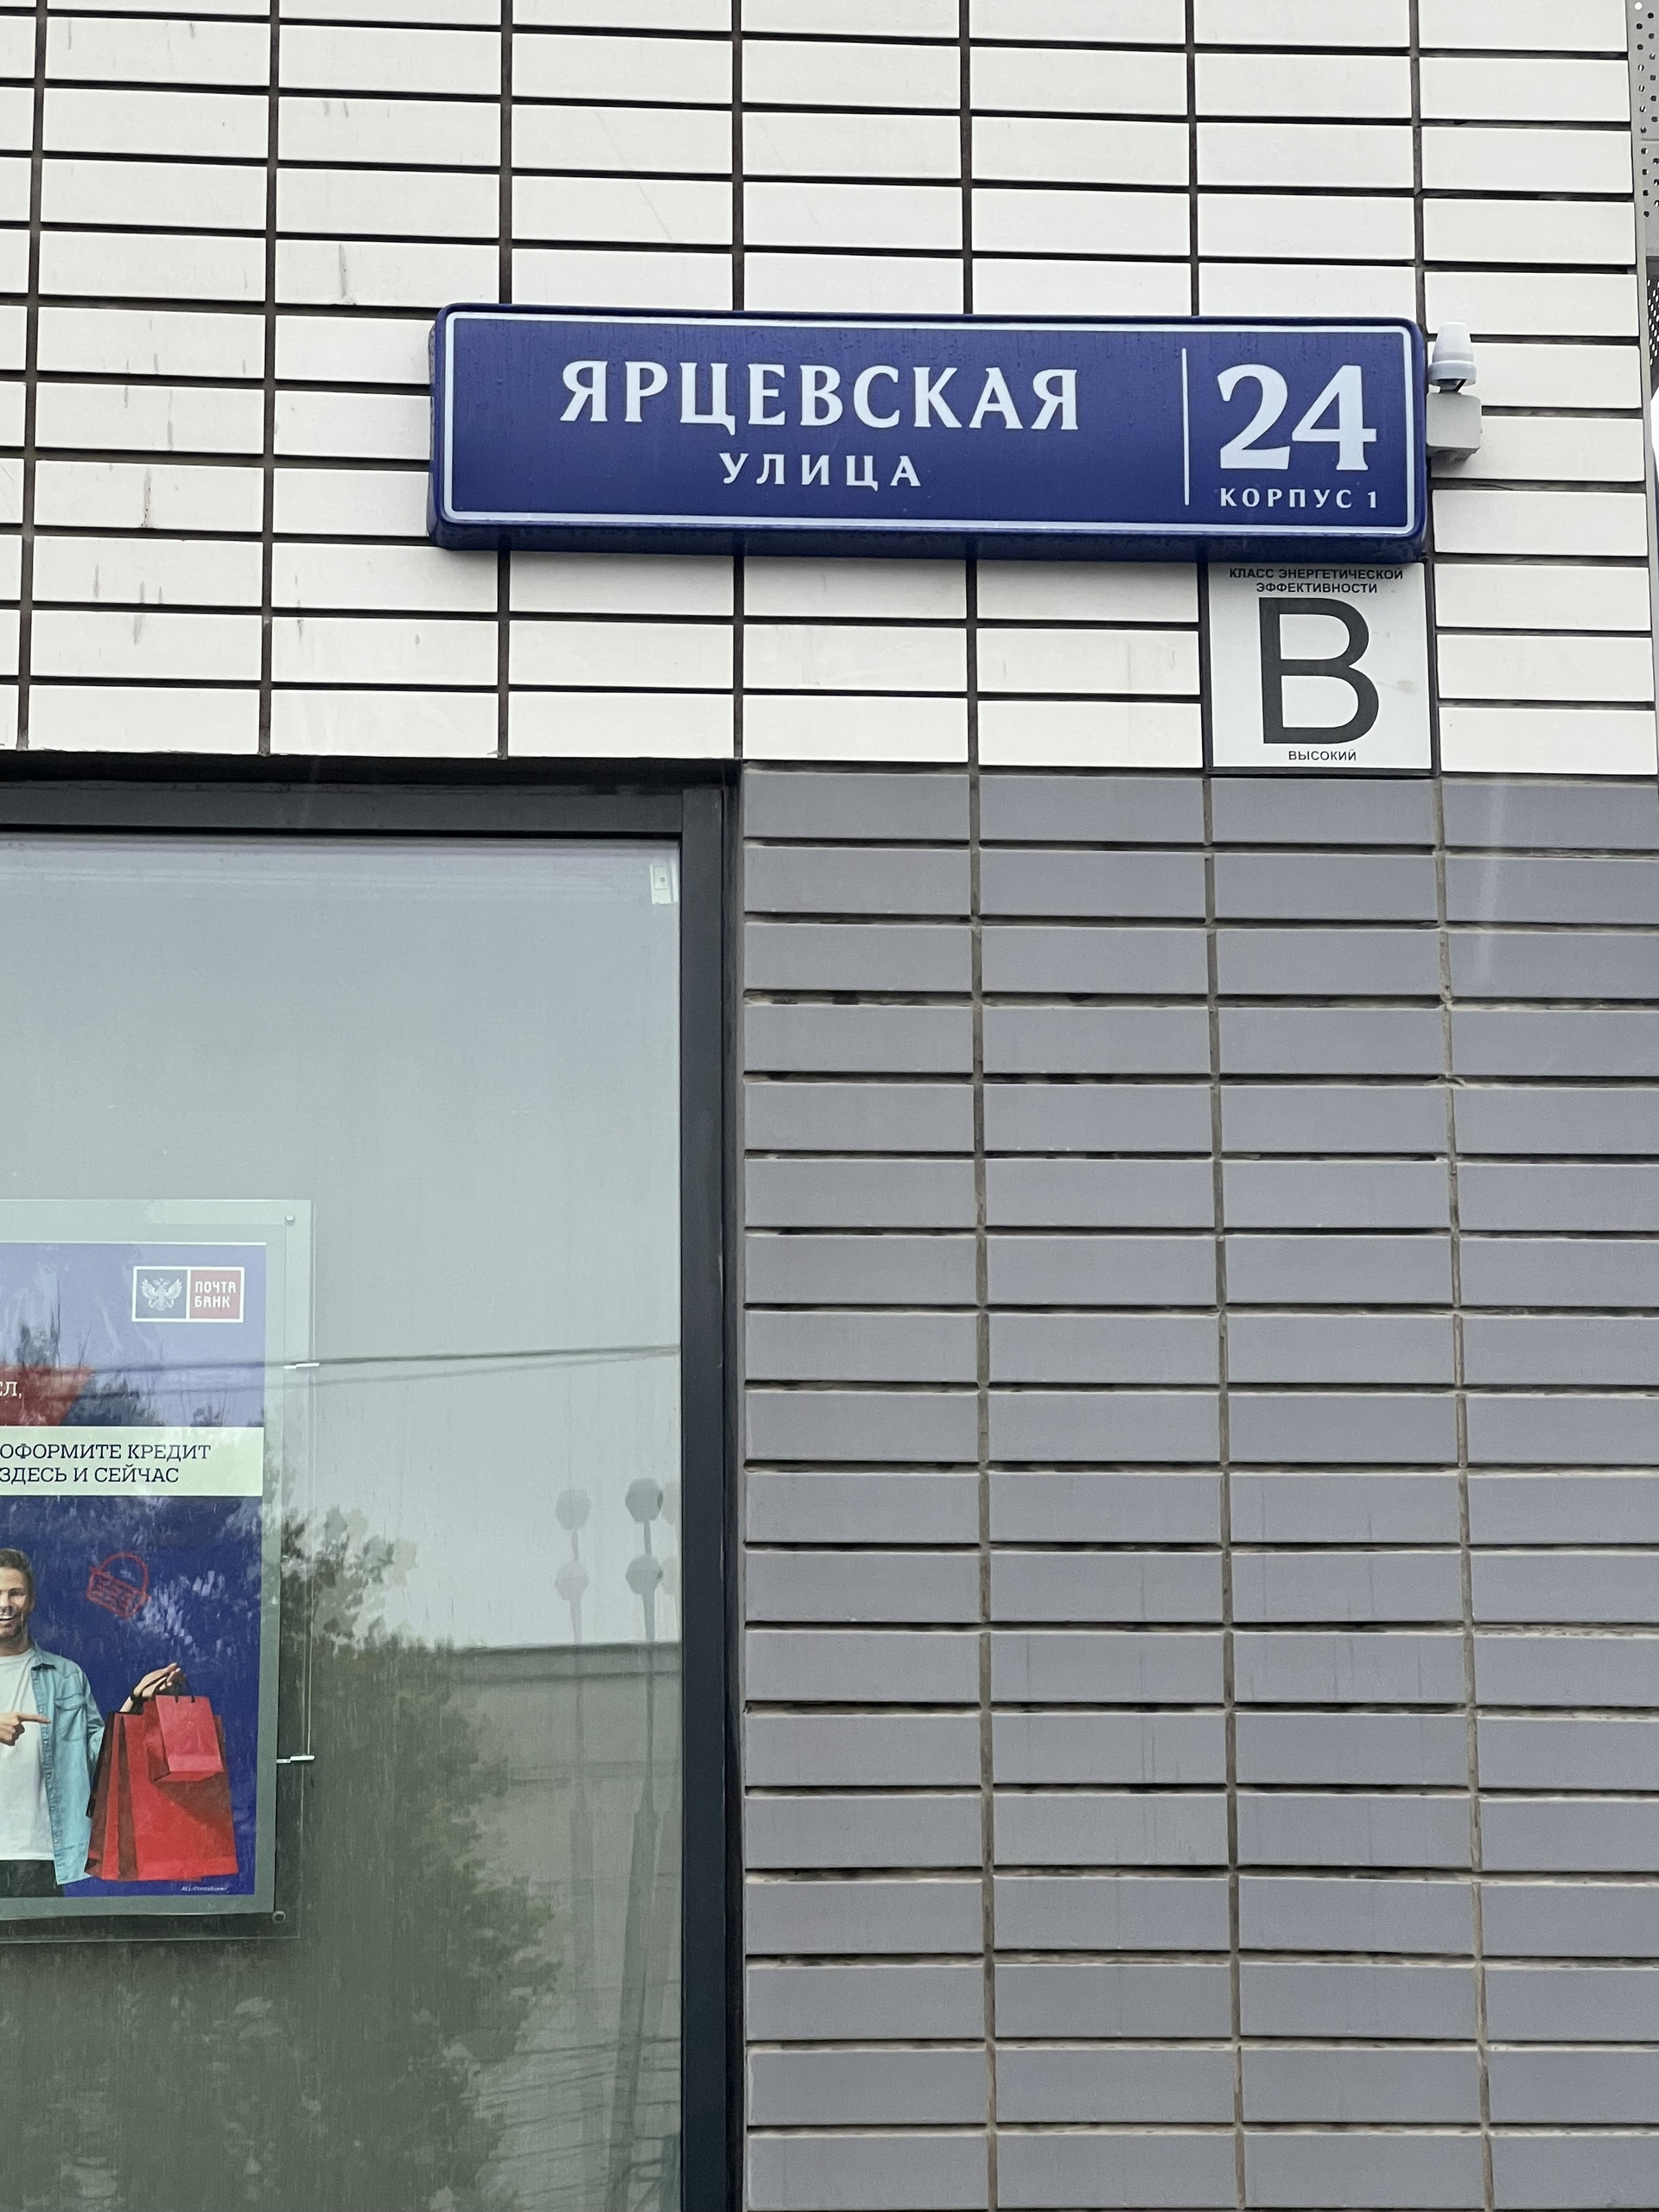 ЯРЦЕВСКАЯ
УЛИЦА
24
КОРПУС 1
КЛАСС ЭНЕРГЕТИЧЕСКОЙ
ЭФФЕКТИВНОСТИ
B
ВЫСОКИЙ
ПОЧТА
БАНК
ОФОРМИТЕ КРЕДИТ
ЗДЕСЬ И СЕЙЧАС